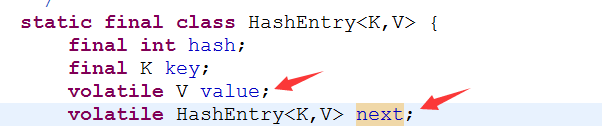 static final class HashEntry<K,V> {
final int hash;
final K key;
volatile V value;
volatile HashEntry<K,V> next;